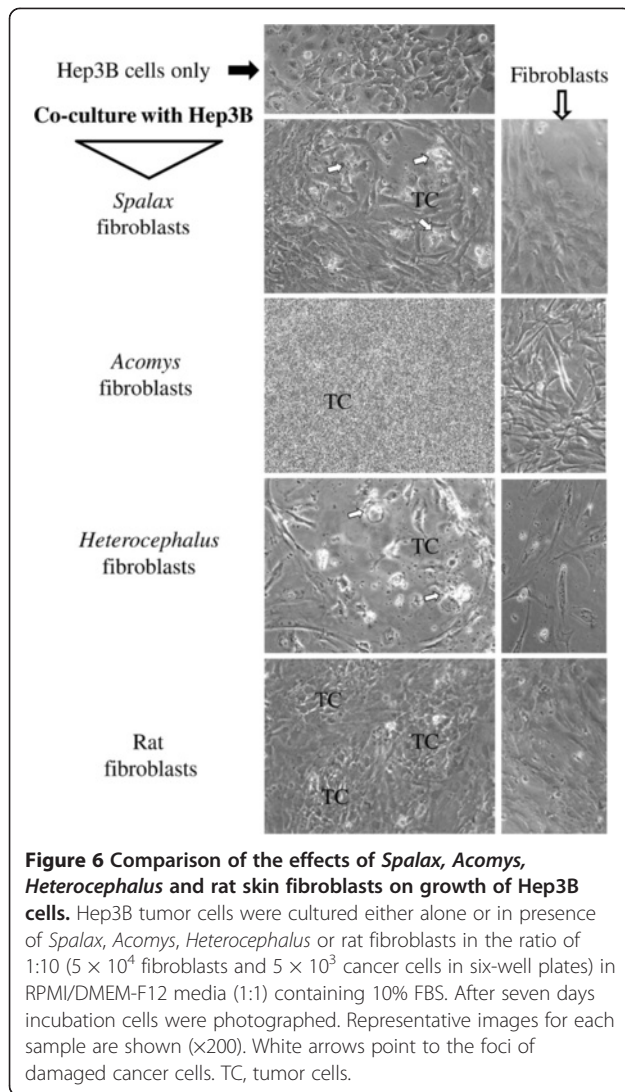 Hep3B cells only
Fibroblasts
Co-culture with Hep3B
Spalax
fibroblasts
TC
Acomys
fibroblasts
TC
Heterocephalus
fibroblasts
TC
Rat
fibroblasts
TC
TC
TC
Figure 6 Comparison of the effects of Spalax, Acomys,
Heterocephalus and rat skin fibroblasts on growth of Hep3B
cells. Hep3B tumor cells were cultured either alone or in presence
of Spalax, Acomys, Heterocephalus or rat fibroblasts in the ratio of
1:10 (5 × 10⁴ fibroblasts and 5 × 10³ cancer cells in six-well plates) in
RPMI/DMEM-F12 media (1:1) containing 10% FBS. After seven days
incubation cells were photographed. Representative images for each
sample are shown (×200). White arrows point to the foci of
damaged cancer cells. TC, tumor cells.